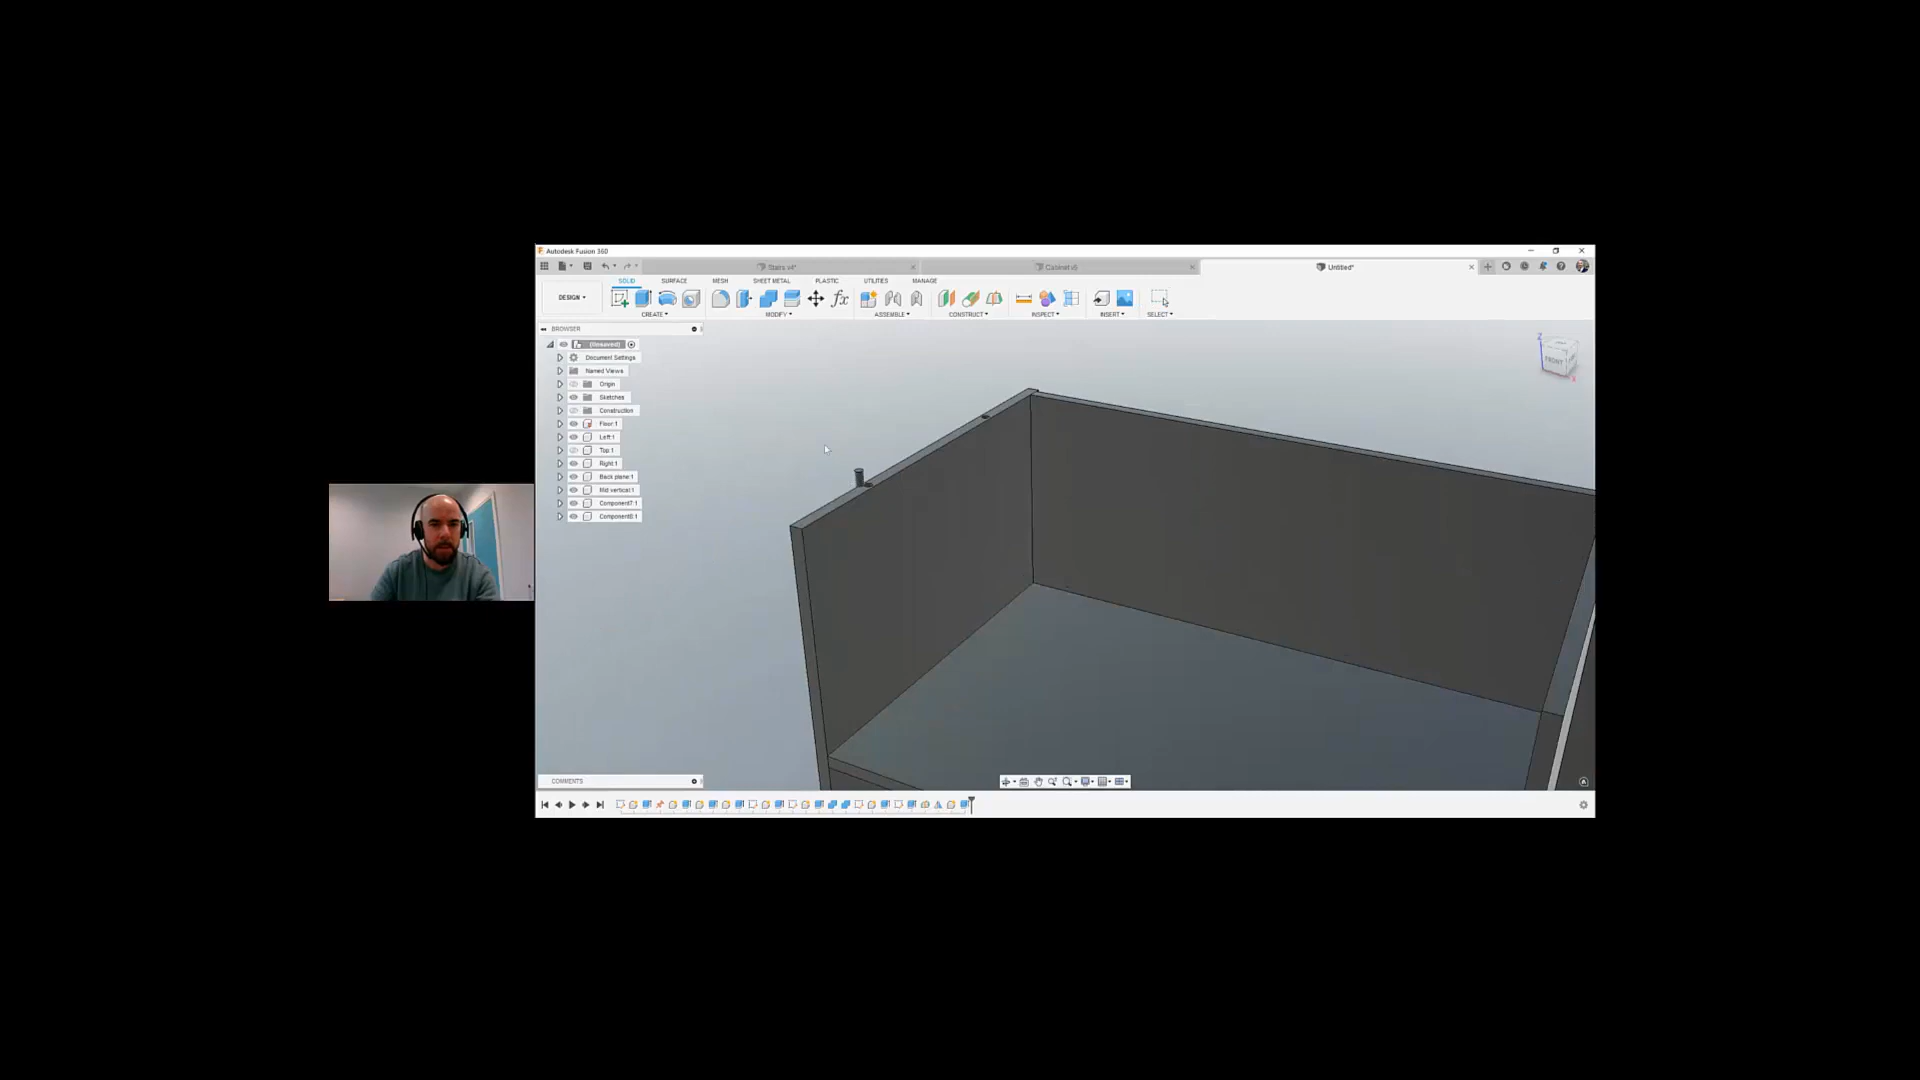 Autodesk Fusion 360
Stairs v4*
Cabinet v5
Untitled*
SOLID
SURFACE
MESH
SHEET METAL
PLASTIC
UTILITIES
MANAGE
DESIGN
CREATE
MODIFY
ASSEMBLE
CONSTRUCT
INSPECT
INSERT
SELECT
BROWSER
(Unsaved)
Document Settings
Named Views
Origin
Sketches
Construction
Floor:1
Left:1
Top:1
Right:1
Back plane:1
Mid vertical:1
Component7:1
Component8:1
Z
FRONT
X
COMMENTS